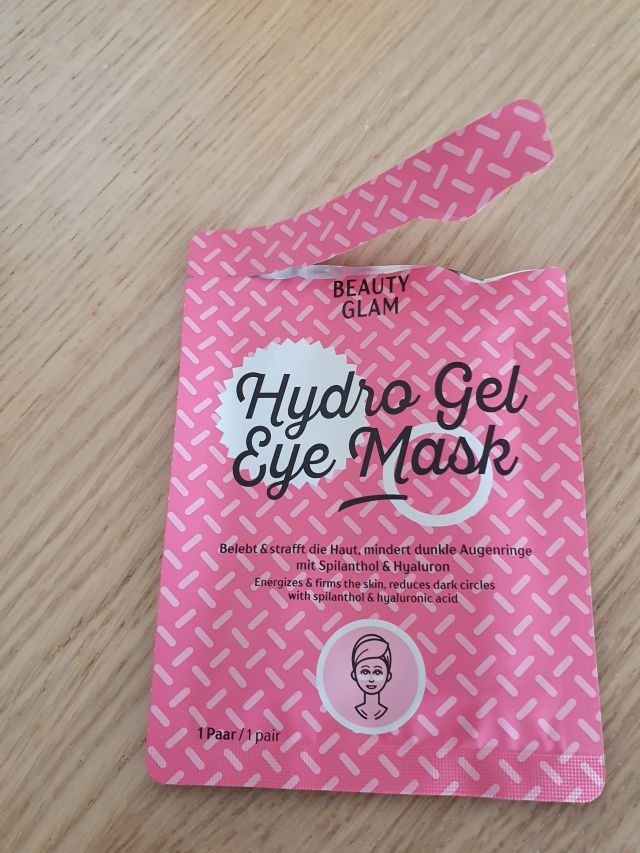 BEAUTY
GLAM
Hydro Gel
Eye Mask
Belebt & strafft die Haut, mindert dunkle Augenringe
mit Spilanthol & Hyaluron
Energizes & firms the skin, reduces dark circles
with spilanthol & hyaluronic acid
1 Paar / 1 pair